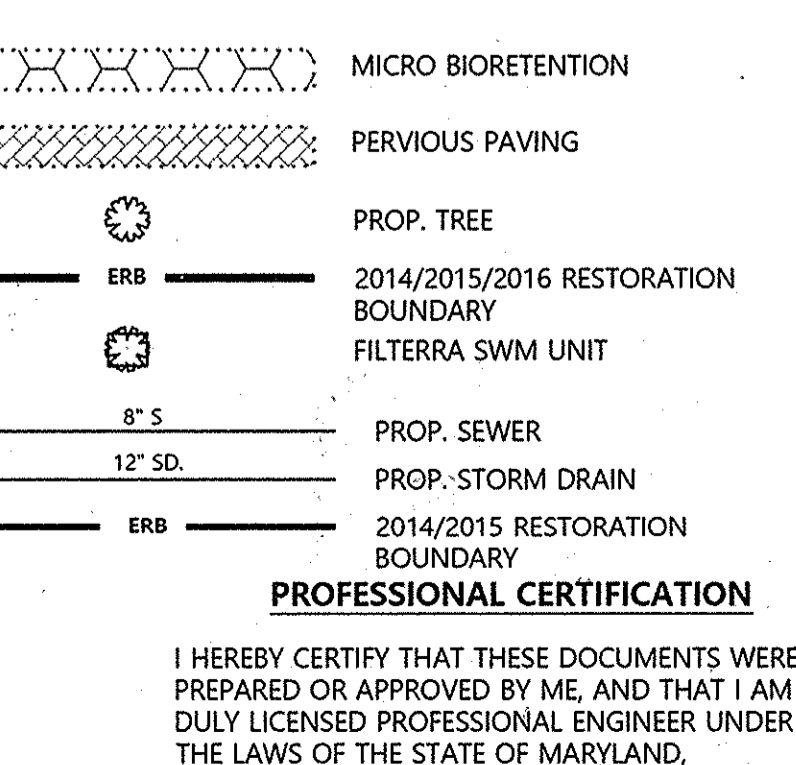 MICRO BIORETENTION
PERVIOUS PAVING
PROP. TREE
ERB 2014/2015/2016 RESTORATION
BOUNDARY
FILTERRA SWM UNIT
8" S PROP. SEWER
12" SD. PROP. STORM DRAIN
ERB 2014/2015 RESTORATION
BOUNDARY
PROFESSIONAL CERTIFICATION
I HEREBY CERTIFY THAT THESE DOCUMENTS WERE
PREPARED OR APPROVED BY ME, AND THAT I AM
DULY LICENSED PROFESSIONAL ENGINEER UNDER
THE LAWS OF THE STATE OF MARYLAND,